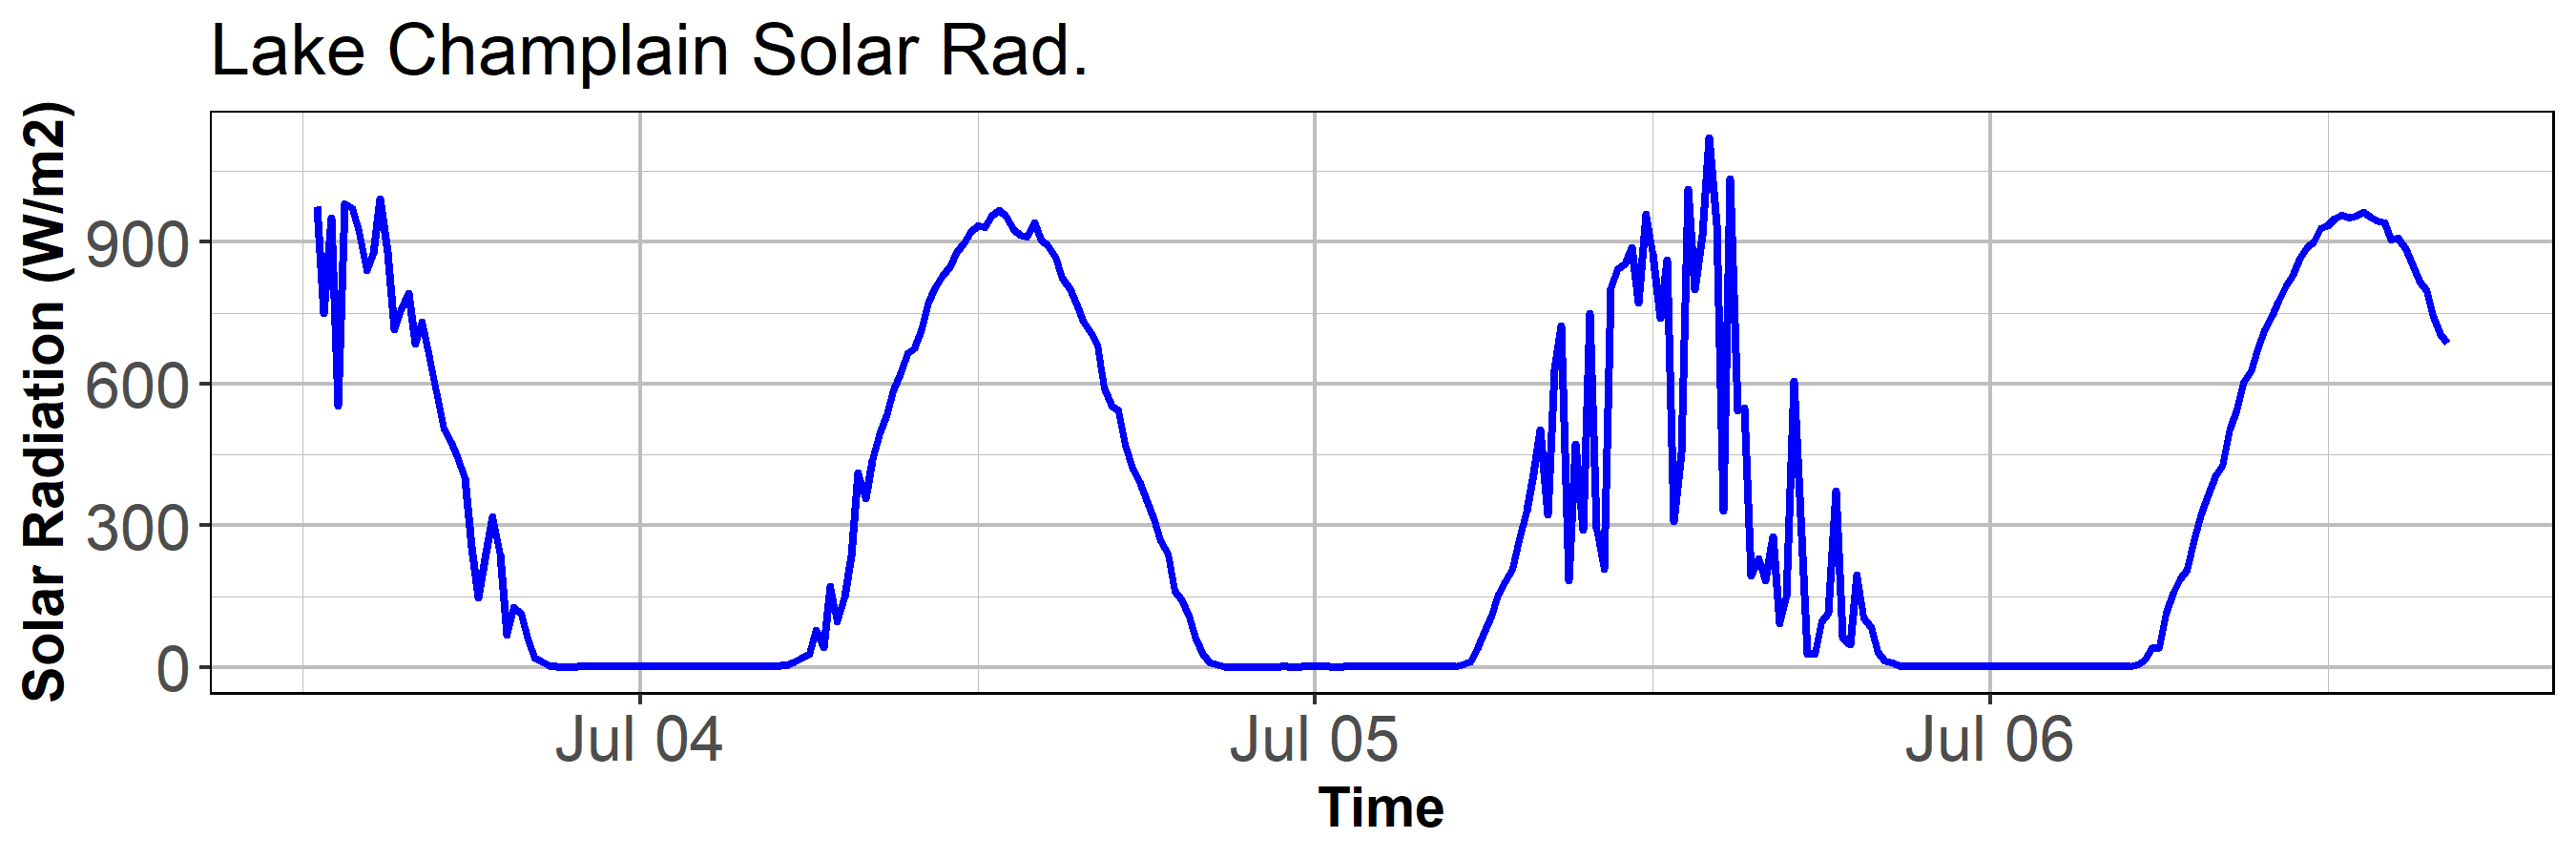 Lake Champlain Solar Rad.
Solar Radiation (W/m2)
900
600
300
0
Jul 04
Jul 05
Jul 06
Time